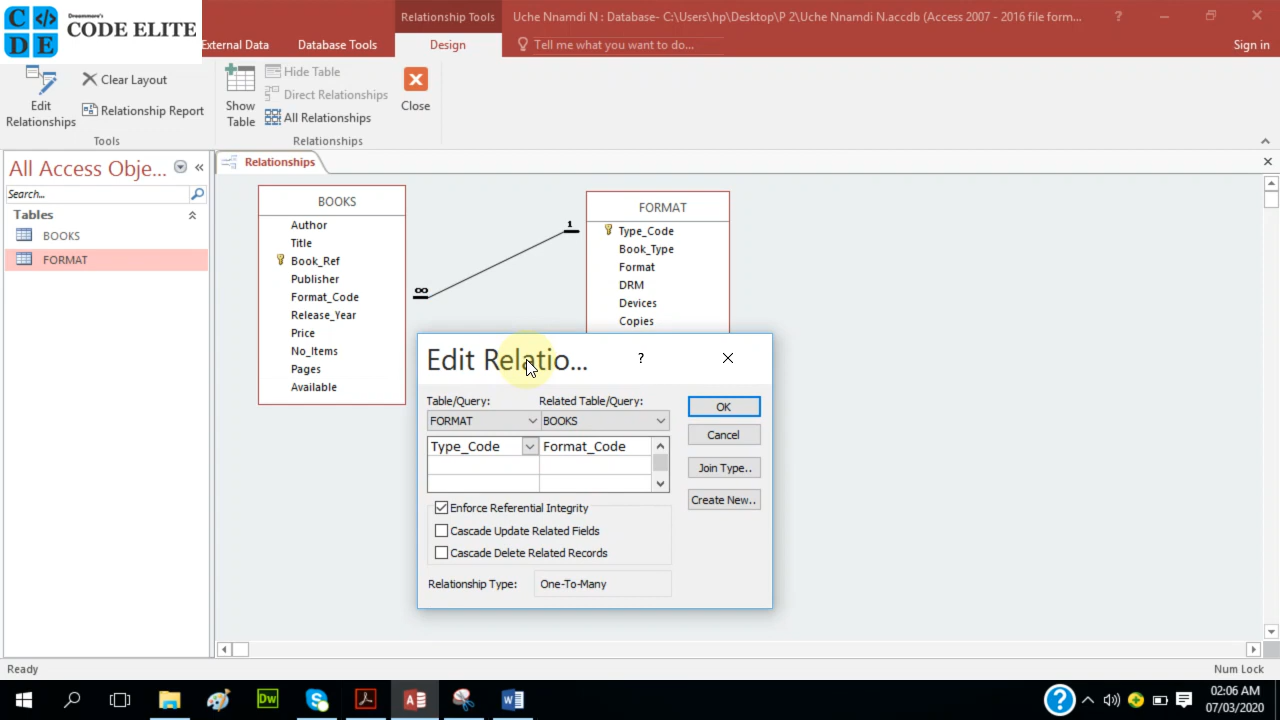 Dreammore's
CODE ELITE
CDE
Relationship Tools
Uche Nnamdi N : Database- C:\Users\hp\Desktop\P 2\Uche Nnamdi N.accdb (Access 2007 - 2016 file form...
?
External Data
Database Tools
Design
Tell me what you want to do...
Sign in
Edit
Relationships
Clear Layout
Relationship Report
Tools
Show
Table
Hide Table
Direct Relationships
All Relationships
Relationships
Close
All Access Obje...
Search...
Tables
BOOKS
FORMAT
Relationships
BOOKS
Author
Title
Book_Ref
Publisher
Format_Code
Release_Year
Price
No_Items
Pages
Available
∞
1
FORMAT
Type_Code
Book_Type
Format
DRM
Devices
Copies
Edit Relatio...
?
Table/Query:
Related Table/Query:
FORMAT
BOOKS
Type_Code
Format_Code
OK
Cancel
Join Type..
Create New..
Enforce Referential Integrity
Cascade Update Related Fields
Cascade Delete Related Records
Relationship Type:
One-To-Many
Ready
Num Lock
Dw
02:06 AM
07/03/2020